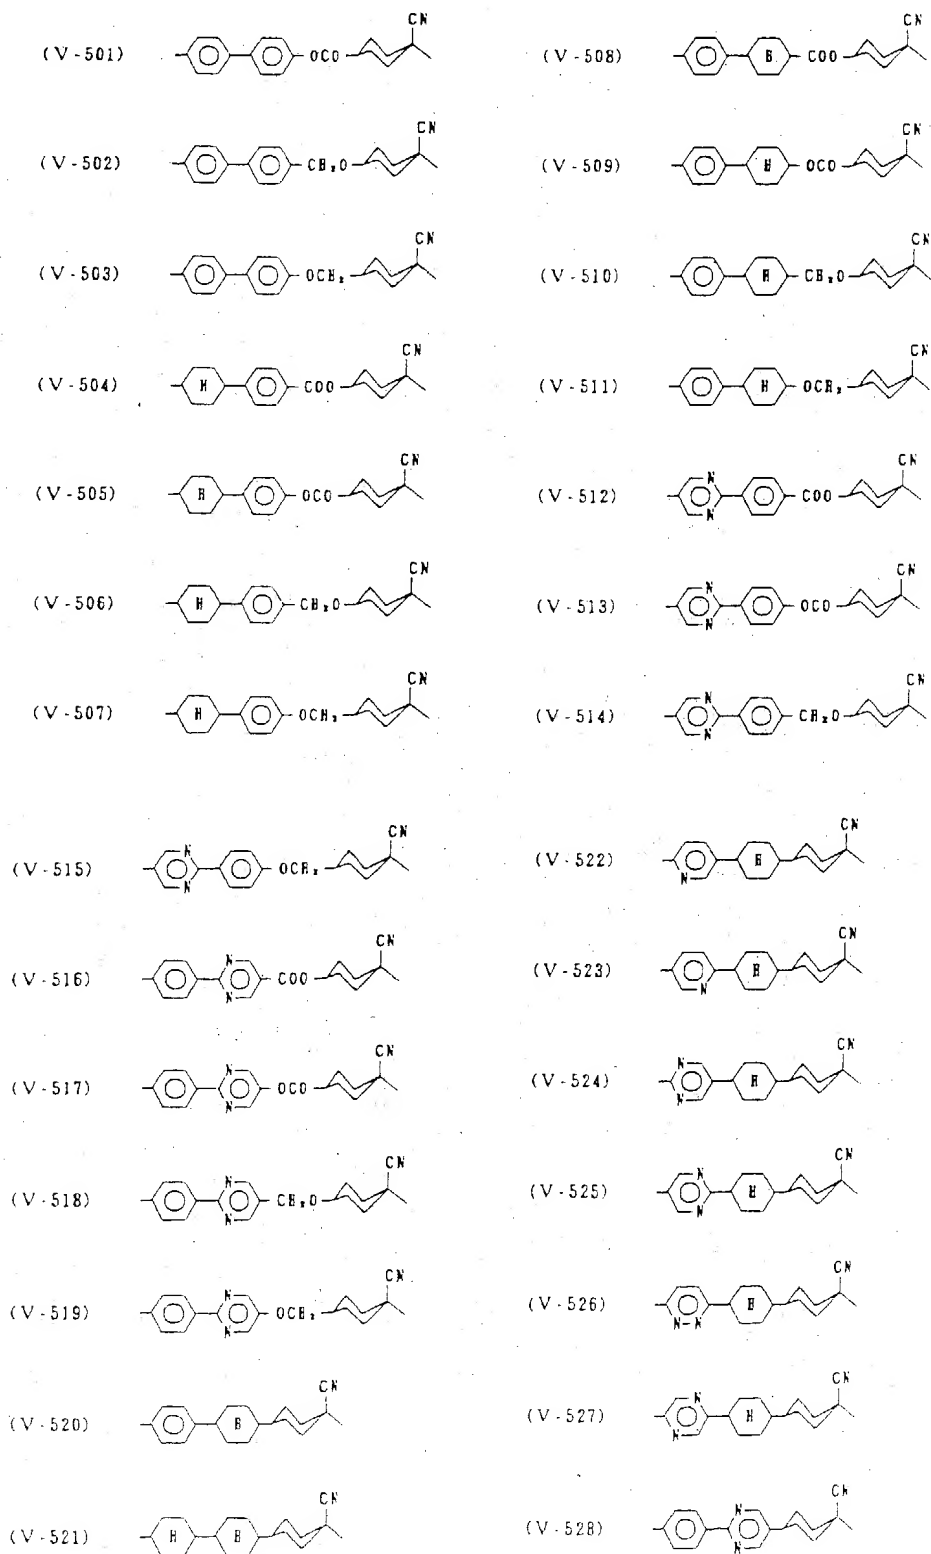 (V-501) OCO CN
(V-502) CH₂O CN
(V-503) OCH₂ CN
(V-504) H COO CN
(V-505) H OCO CN
(V-506) H CH₂O CN
(V-507) H OCH₂ CN
(V-508) H COO CN
(V-509) H OCO CN
(V-510) H CH₂O CN
(V-511) H OCH₂ CN
(V-512) N N COO CN
(V-513) N N OCO CN
(V-514) N N CH₂O CN
(V-515) N N OCH₂ CN
(V-516) N N COO CN
(V-517) N N OCO CN
(V-518) N N CH₂O CN
(V-519) N N OCH₂ CN
(V-520) H CN
(V-521) H H CN
(V-522) N H CN
(V-523) N H CN
(V-524) N N H CN
(V-525) N N H CN
(V-526) N-N H CN
(V-527) N N H CN
(V-528) N N CN